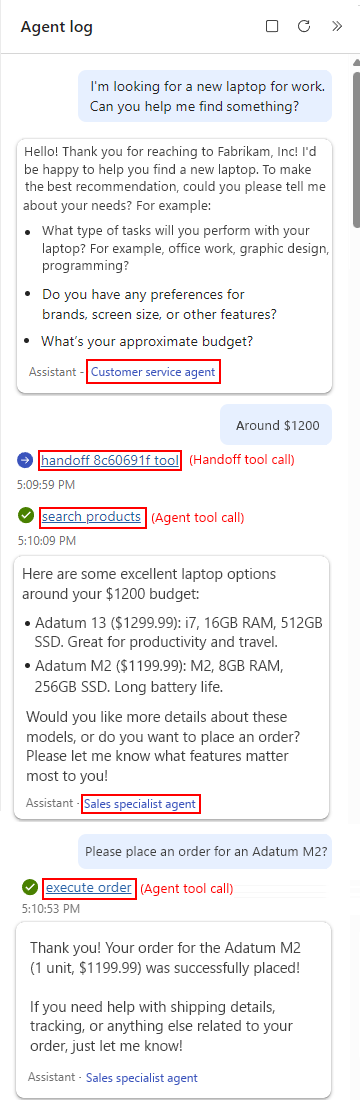 Agent log
I'm looking for a new laptop for work.
Can you help me find something?
Hello! Thank you for reaching to Fabrikam, Inc! I'd
be happy to help you find a new laptop. To make
the best recommendation, could you please tell me
about your needs? For example:
• What type of tasks will you perform with your
laptop? For example, office work, graphic design,
programming?
• Do you have any preferences for
brands, screen size, or other features?
• What's your approximate budget?
Assistant - Customer service agent
Around $1200
handoff 8c60691f tool (Handoff tool call)
5:09:59 PM
search products (Agent tool call)
5:10:09 PM
Here are some excellent laptop options
around your $1200 budget:
• Adatum 13 ($1299.99): i7, 16GB RAM, 512GB
SSD. Great for productivity and travel.
• Adatum M2 ($1199.99): M2, 8GB RAM,
256GB SSD. Long battery life.
Would you like more details about these
models, or do you want to place an order?
Please let me know what features matter
most to you!
Assistant · Sales specialist agent
Please place an order for an Adatum M2?
execute order (Agent tool call)
5:10:53 PM
Thank you! Your order for the Adatum M2
(1 unit, $1199.99) was successfully placed!
If you need help with shipping details,
tracking, or anything else related to your
order, just let me know!
Assistant · Sales specialist agent